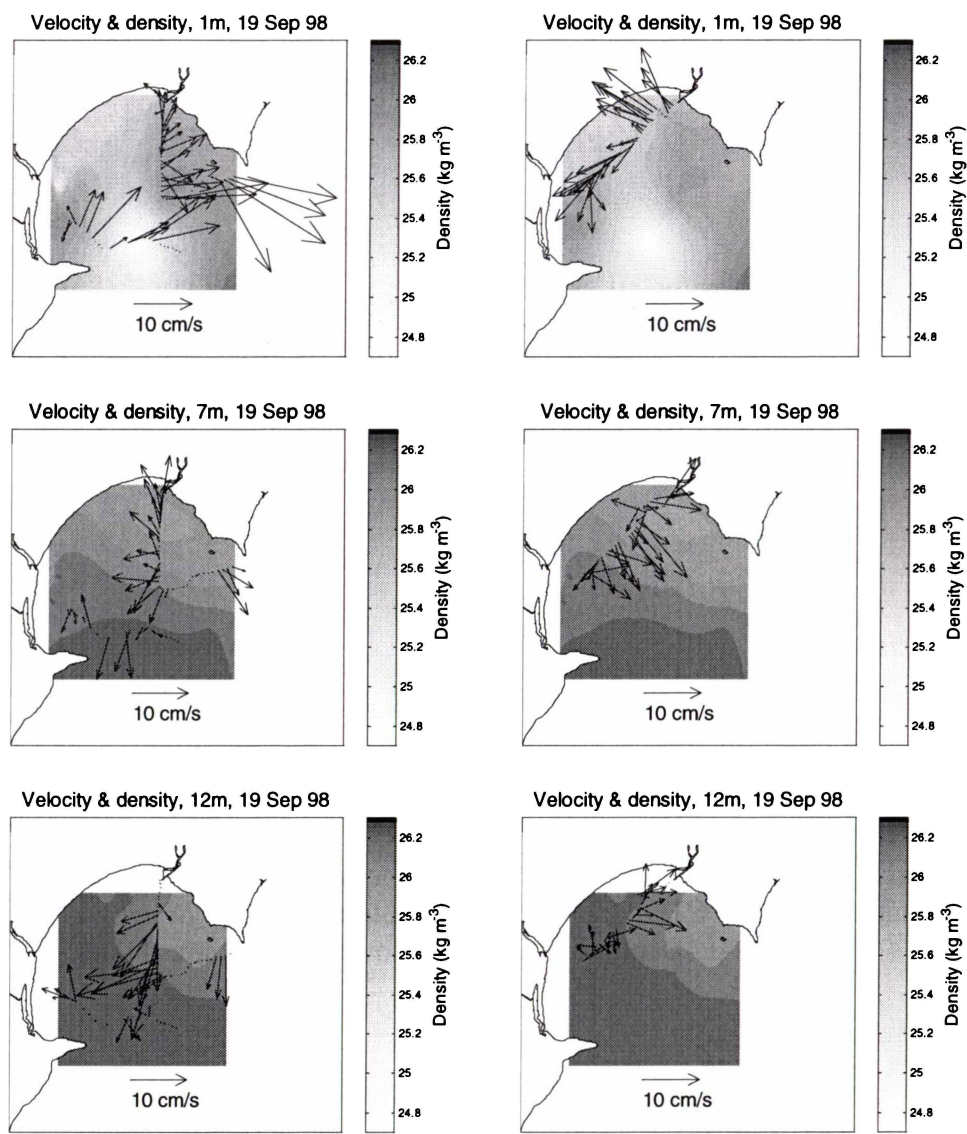 Velocity & density, 1m, 19 Sep 98
26.2
26
25.8
25.6
25.4
25.2
25
24.8
Density (kg m-3)
10 cm/s
Velocity & density, 1m, 19 Sep 98
26.2
26
25.8
25.6
25.4
25.2
25
24.8
Density (kg m-3)
10 cm/s
Velocity & density, 7m, 19 Sep 98
26.2
26
25.8
25.6
25.4
25.2
25
24.8
Density (kg m-3)
10 cm/s
Velocity & density, 7m, 19 Sep 98
26.2
26
25.8
25.6
25.4
25.2
25
24.8
Density (kg m-3)
10 cm/s
Velocity & density, 12m, 19 Sep 98
26.2
26
25.8
25.6
25.4
25.2
25
24.8
Density (kg m-3)
10 cm/s
Velocity & density, 12m, 19 Sep 98
26.2
26
25.8
25.6
25.4
25.2
25
24.8
Density (kg m-3)
10 cm/s